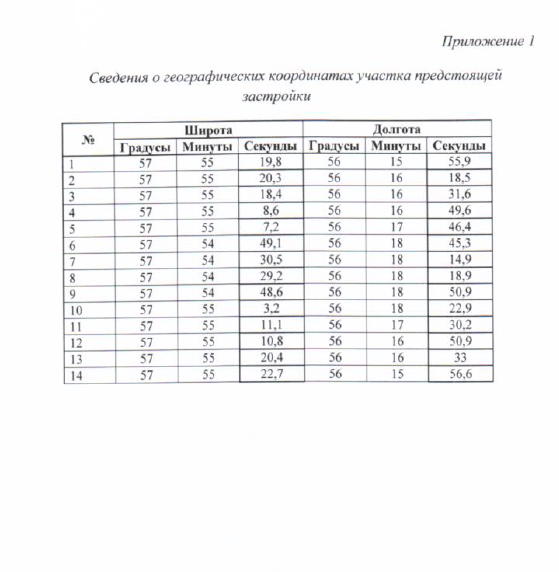 Приложение 1
Сведения о географических координатах участка предстоящей
застройки
№ Широта Долгота
Градусы Минуты Секунды Градусы Минуты Секунды
1 57 55 19,8 56 15 55,9
2 57 55 20,3 56 16 18,5
3 57 55 18,4 56 16 31,6
4 57 55 8,6 56 16 49,6
5 57 55 7,2 56 17 46,4
6 57 54 49,1 56 18 45,3
7 57 54 30,5 56 18 14,9
8 57 54 29,2 56 18 18,9
9 57 54 48,6 56 18 50,9
10 57 55 3,2 56 18 22,9
11 57 55 11,1 56 17 30,2
12 57 55 10,8 56 16 50,9
13 57 55 20,4 56 16 33
14 57 55 22,7 56 15 56,6